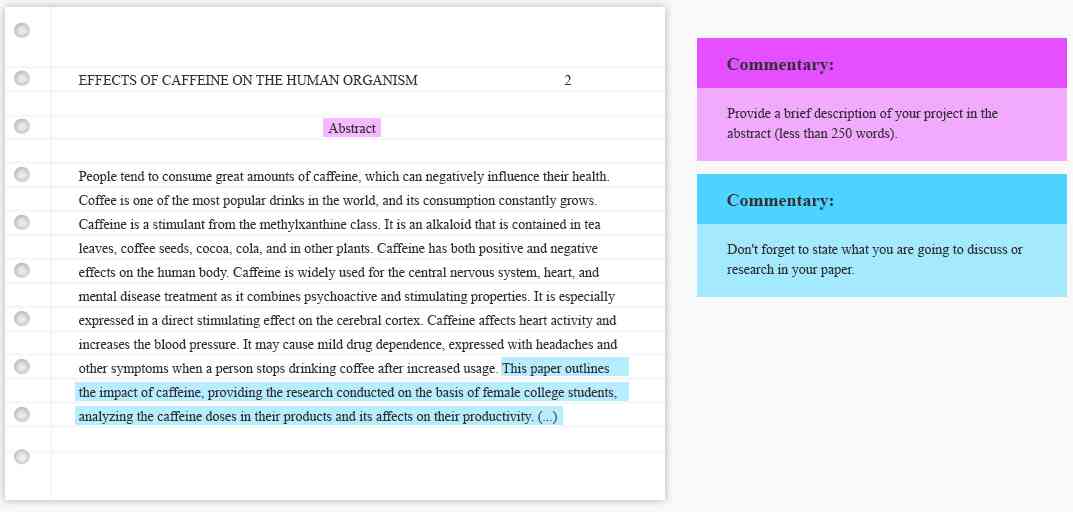 EFFECTS OF CAFFEINE ON THE HUMAN ORGANISM 2
Abstract
People tend to consume great amounts of caffeine, which can negatively influence their health.
Coffee is one of the most popular drinks in the world, and its consumption constantly grows.
Caffeine is a stimulant from the methylxanthine class. It is an alkaloid that is contained in tea
leaves, coffee seeds, cocoa, cola, and in other plants. Caffeine has both positive and negative
effects on the human body. Caffeine is widely used for the central nervous system, heart, and
mental disease treatment as it combines psychoactive and stimulating properties. It is especially
expressed in a direct stimulating effect on the cerebral cortex. Caffeine affects heart activity and
increases the blood pressure. It may cause mild drug dependence, expressed with headaches and
other symptoms when a person stops drinking coffee after increased usage. This paper outlines
the impact of caffeine, providing the research conducted on the basis of female college students,
analyzing the caffeine doses in their products and its affects on their productivity. (...)
Commentary:
Provide a brief description of your project in the
abstract (less than 250 words).
Commentary:
Don't forget to state what you are going to discuss or
research in your paper.